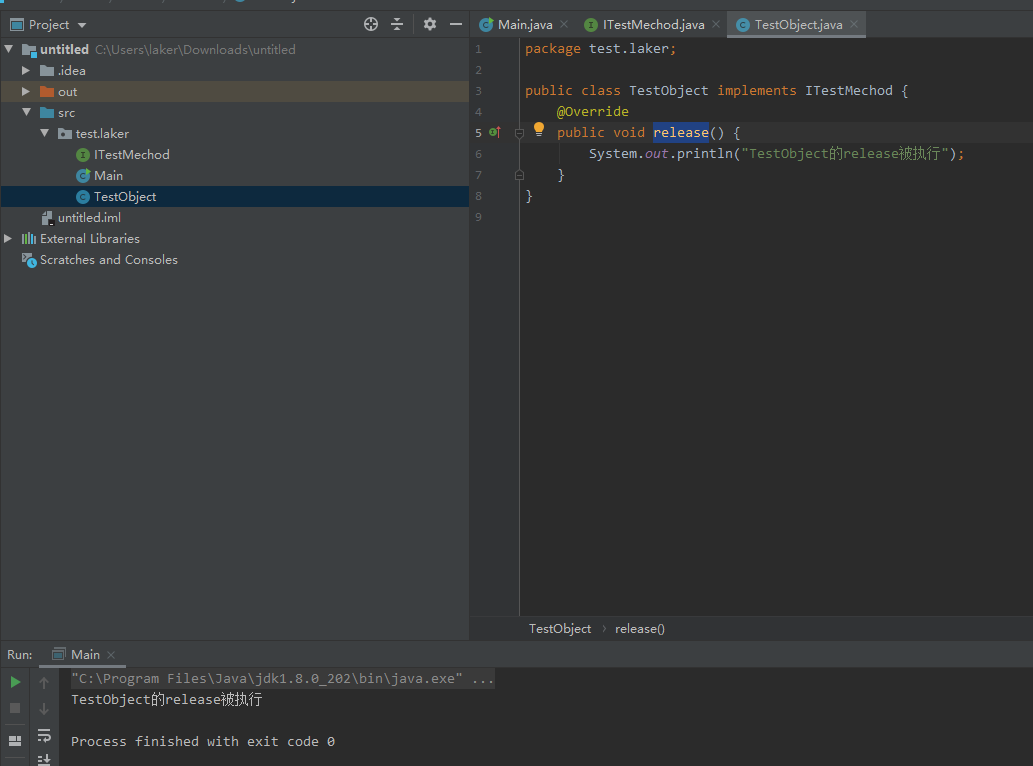 Project
Main.java
ITestMechod.java
TestObject.java
untitled C:\Users\laker\Downloads\untitled
.idea
out
src
test.laker
ITestMechod
Main
TestObject
untitled.iml
External Libraries
Scratches and Consoles
1 package test.laker;
2
3 public class TestObject implements ITestMechod {
4 @Override
5 public void release() {
6 System.out.println("TestObject的release被执行");
7 }
8 }
9
TestObject › release()
Run: Main
"C:\Program Files\Java\jdk1.8.0_202\bin\java.exe" ...
TestObject的release被执行
Process finished with exit code 0